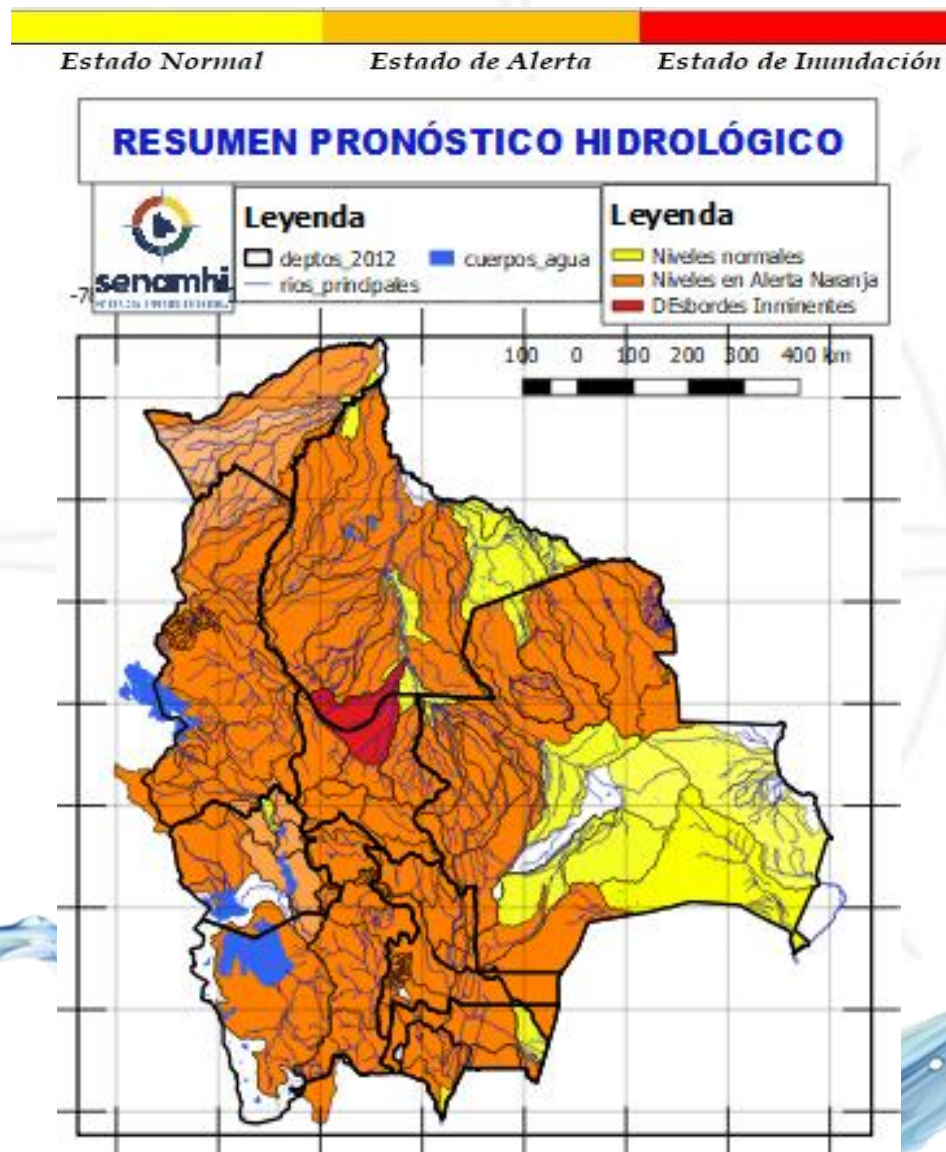 Estado Normal Estado de Alerta Estado de Inundación
RESUMEN PRONÓSTICO HIDROLÓGICO
senamhi
Leyenda
deptos_2012 cuerpos_agua
rios_principales
Leyenda
Niveles normales
Niveles en Alerta Naranja
DEsbordes Inminentes
100 0 100 200 300 400 km